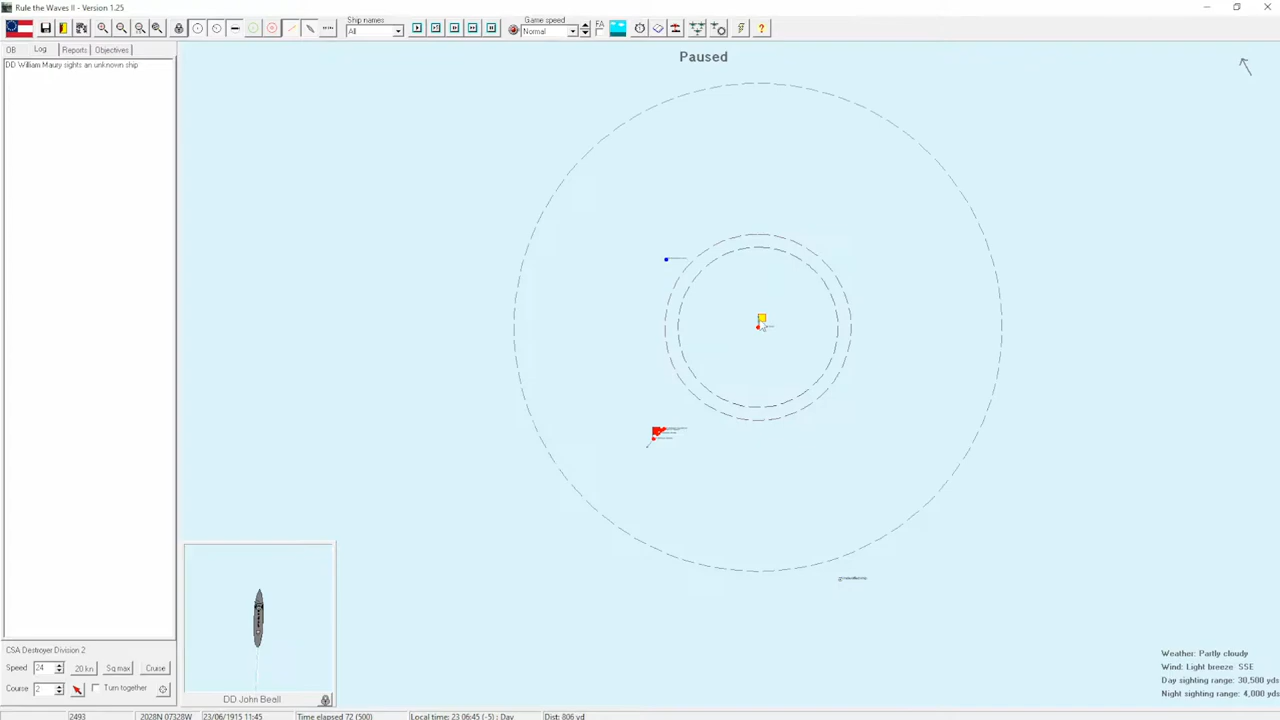 Rule the Waves II - Version 1.25
Ship names
All
Game speed
Normal
FA
OB
Log
Reports
Objectives
DD William Maury sights an unknown ship
Paused
CSA Destroyer Division 2
Speed 24
20 kn
Sq max
Cruise
Course 2
Turn together
DD John Beall
Weather: Partly cloudy
Wind: Light breeze SSE
Day sighting range: 30,500 yds
Night sighting range: 4,000 yds
2493
2028N 07328W
23/06/1915 11:45
Time elapsed 72 (500)
Local time: 23 06:45 (-5) : Day
Dist: 806 yd